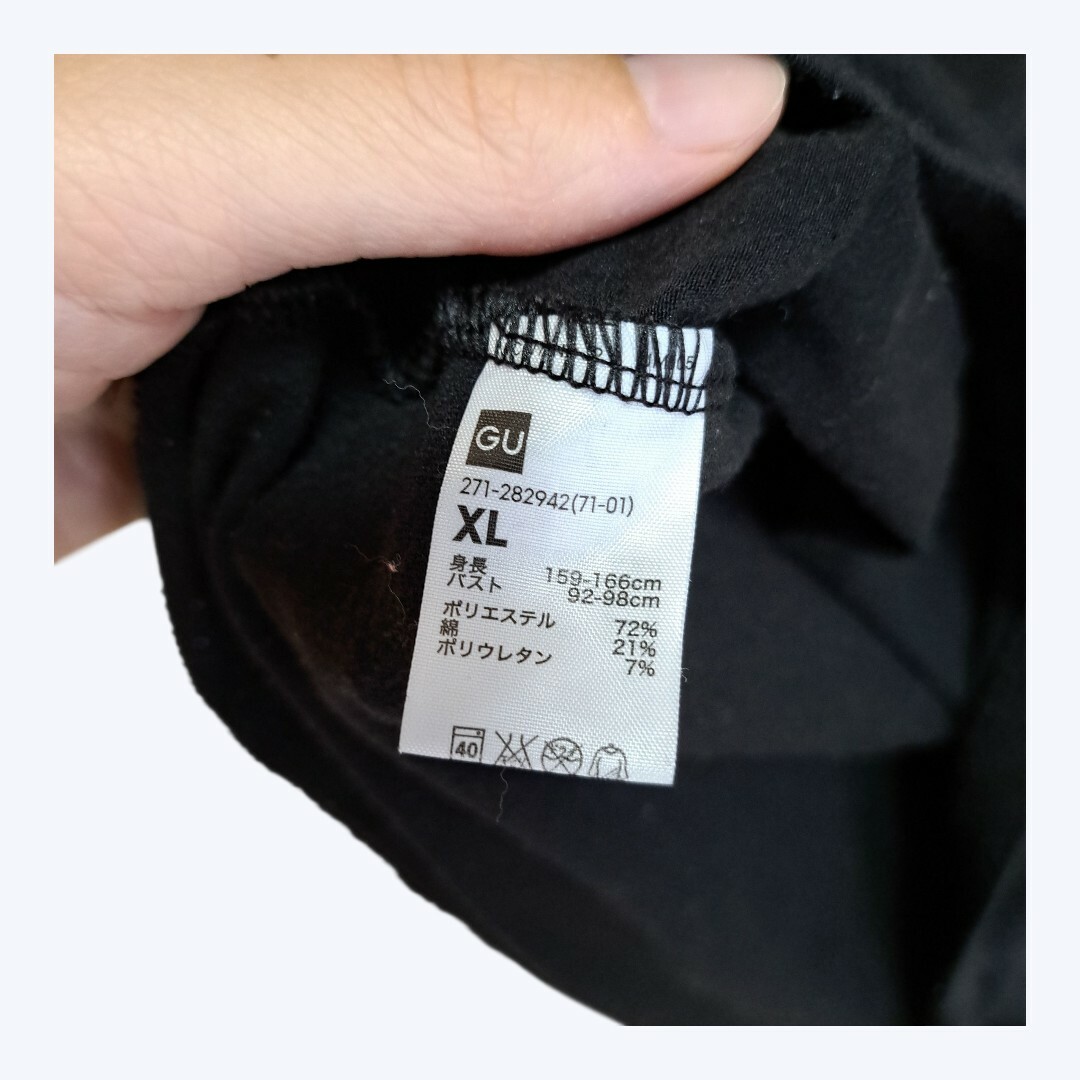 GU
271-282942(71-01)
XL
身長 159-166cm
バスト 92-98cm
ポリエステル 72%
綿 21%
ポリウレタン 7%
40